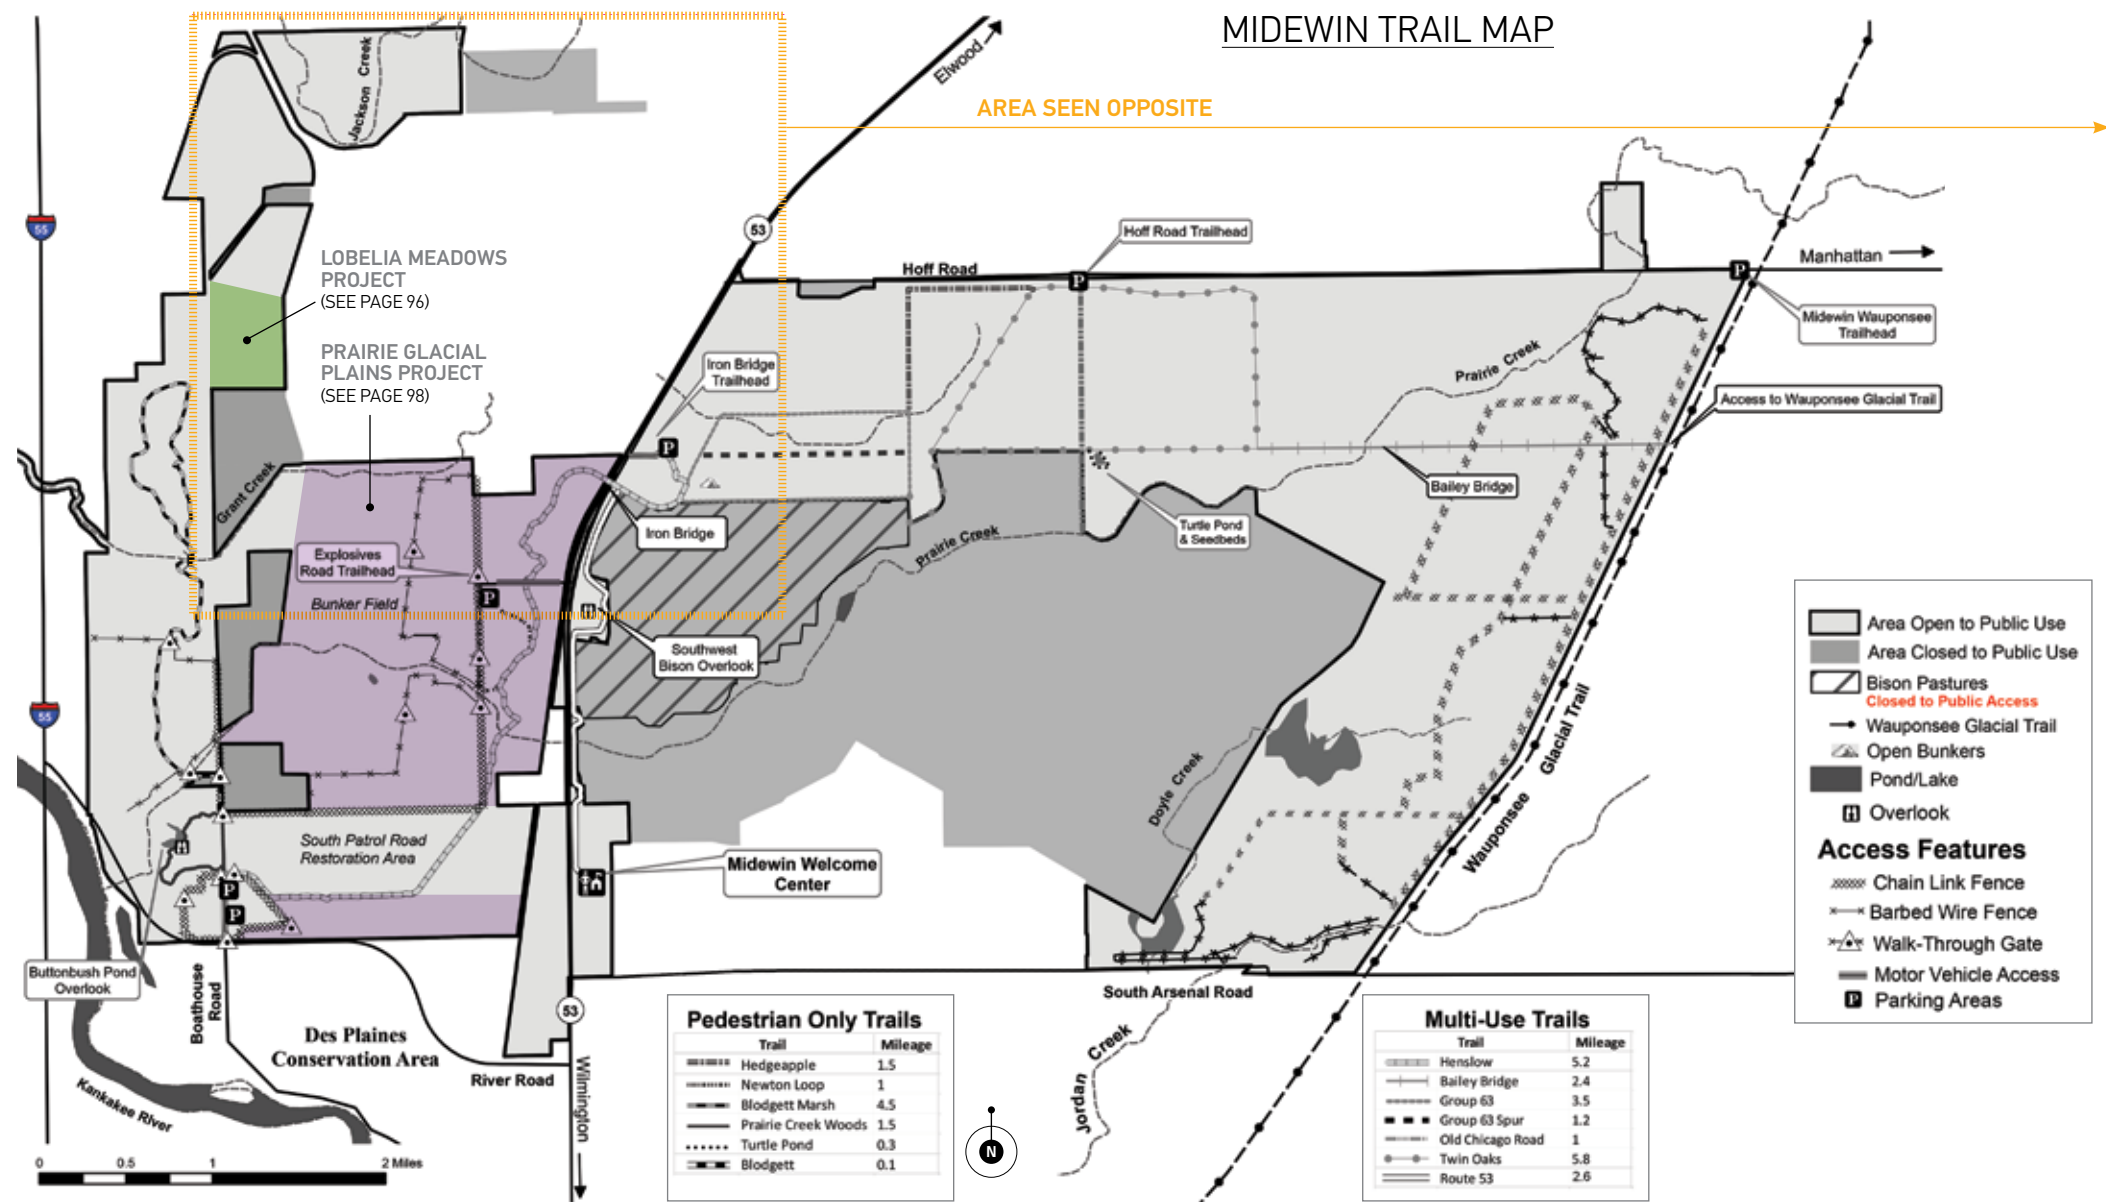 MIDEWIN TRAIL MAP
Elwood
AREA SEEN OPPOSITE
Jackson Creek
55
53
Hoff Road Trailhead
Hoff Road
Manhattan
LOBELIA MEADOWS
PROJECT
(SEE PAGE 96)
Midewin Wauponsee
Trailhead
PRAIRIE GLACIAL
PLAINS PROJECT
(SEE PAGE 98)
Iron Bridge
Trailhead
Prairie Creek
Access to Wauponsee Glacial Trail
Grant Creek
Bailey Bridge
Iron Bridge
Turtle Pond
& Seedbeds
Prairie Creek
Explosives
Road Trailhead
Bunker Field
Southwest
Bison Overlook
55
Doyle Creek
Wauponsee Glacial Trail
South Patrol Road
Restoration Area
Midewin Welcome
Center
Buttonbush Pond
Overlook
Boathouse
Road
South Arsenal Road
53
Des Plaines
Conservation Area
River Road
Wilmington
Kankakee River
Jordan Creek
P
P
P
P
P
P
N
0 0.5 1 2 Miles
Pedestrian Only Trails
Trail Mileage
Hedgeapple 1.5
Newton Loop 1
Blodgett Marsh 4.5
Prairie Creek Woods 1.5
Turtle Pond 0.3
Blodgett 0.1
Multi-Use Trails
Trail Mileage
Henslow 5.2
Bailey Bridge 2.4
Group 63 3.5
Group 63 Spur 1.2
Old Chicago Road 1
Twin Oaks 5.8
Route 53 2.6
Area Open to Public Use
Area Closed to Public Use
Bison Pastures
Closed to Public Access
Wauponsee Glacial Trail
Open Bunkers
Pond/Lake
Overlook
Access Features
Chain Link Fence
Barbed Wire Fence
Walk-Through Gate
Motor Vehicle Access
P Parking Areas